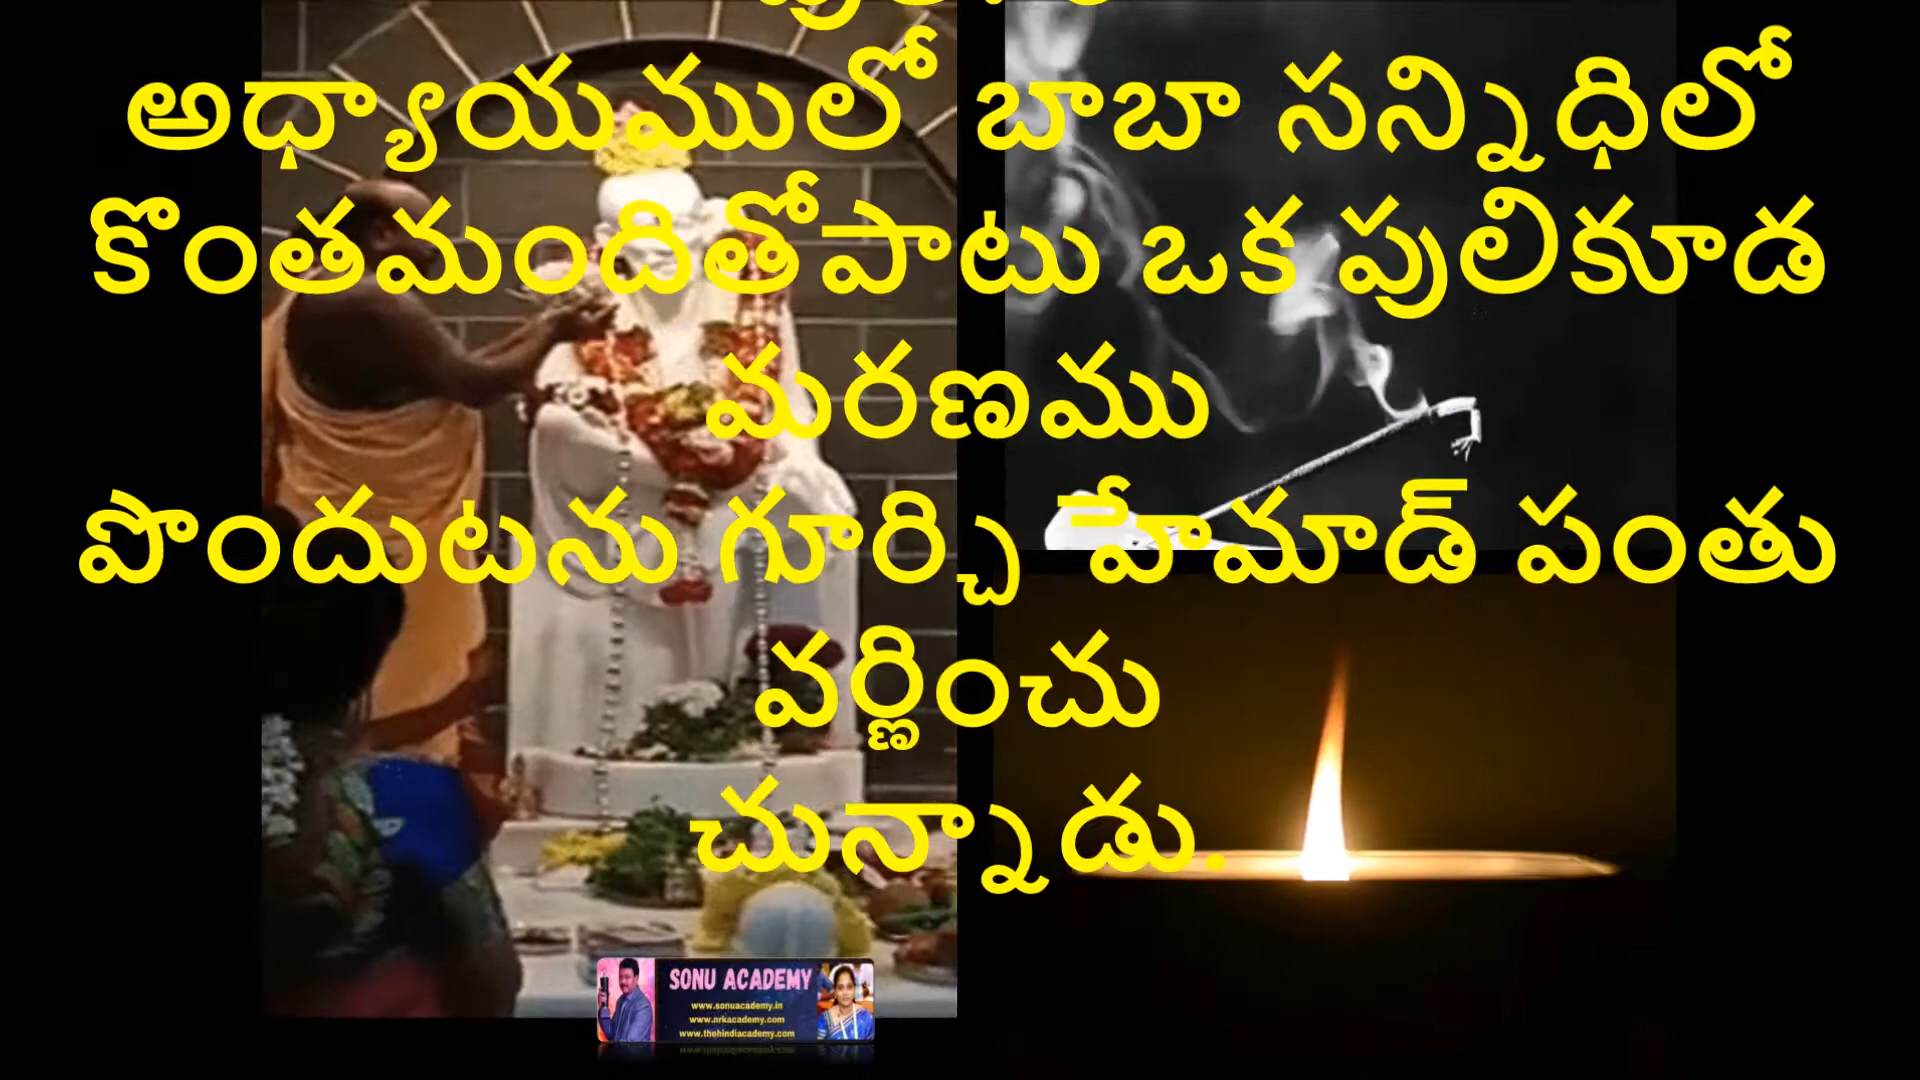 అధ్యాయములో బాబా సన్నిధిలో
కొంతమందితోపాటు ఒక పులికూడ
మరణము
పొందుటను గూర్చి హేమాడ్ పంతు
వర్ణించు
చున్నాడు.
SONU ACADEMY
www.sonuacademy.in
www.nrkacademy.com
www.thehindiacademy.com